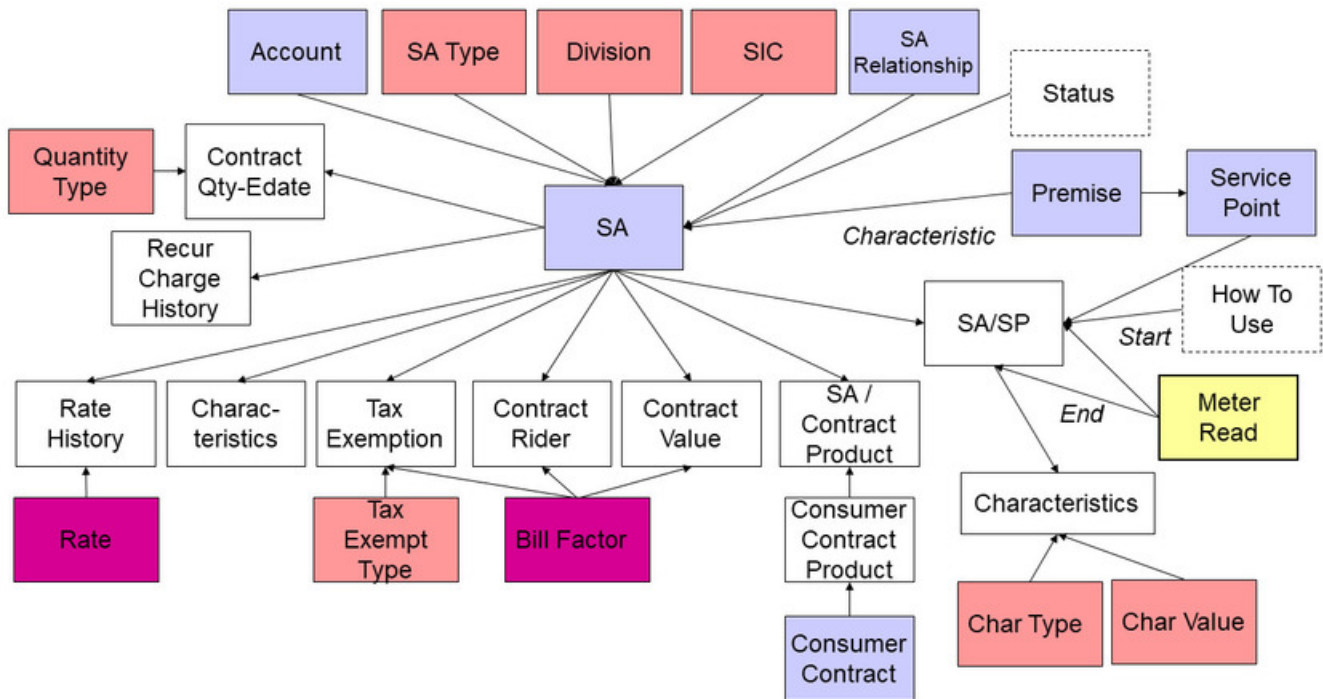 Account
SA Type
Division
SIC
SA
Relationship
Status
Quantity
Type
Contract
Qty-Edate
SA
Premise
Service
Point
Characteristic
Recur
Charge
History
SA/SP
Start
How To
Use
Rate
History
Charac-
teristics
Tax
Exemption
Contract
Rider
Contract
Value
SA /
Contract
Product
End
Meter
Read
Rate
Tax
Exempt
Type
Bill Factor
Consumer
Contract
Product
Characteristics
Consumer
Contract
Char Type
Char Value